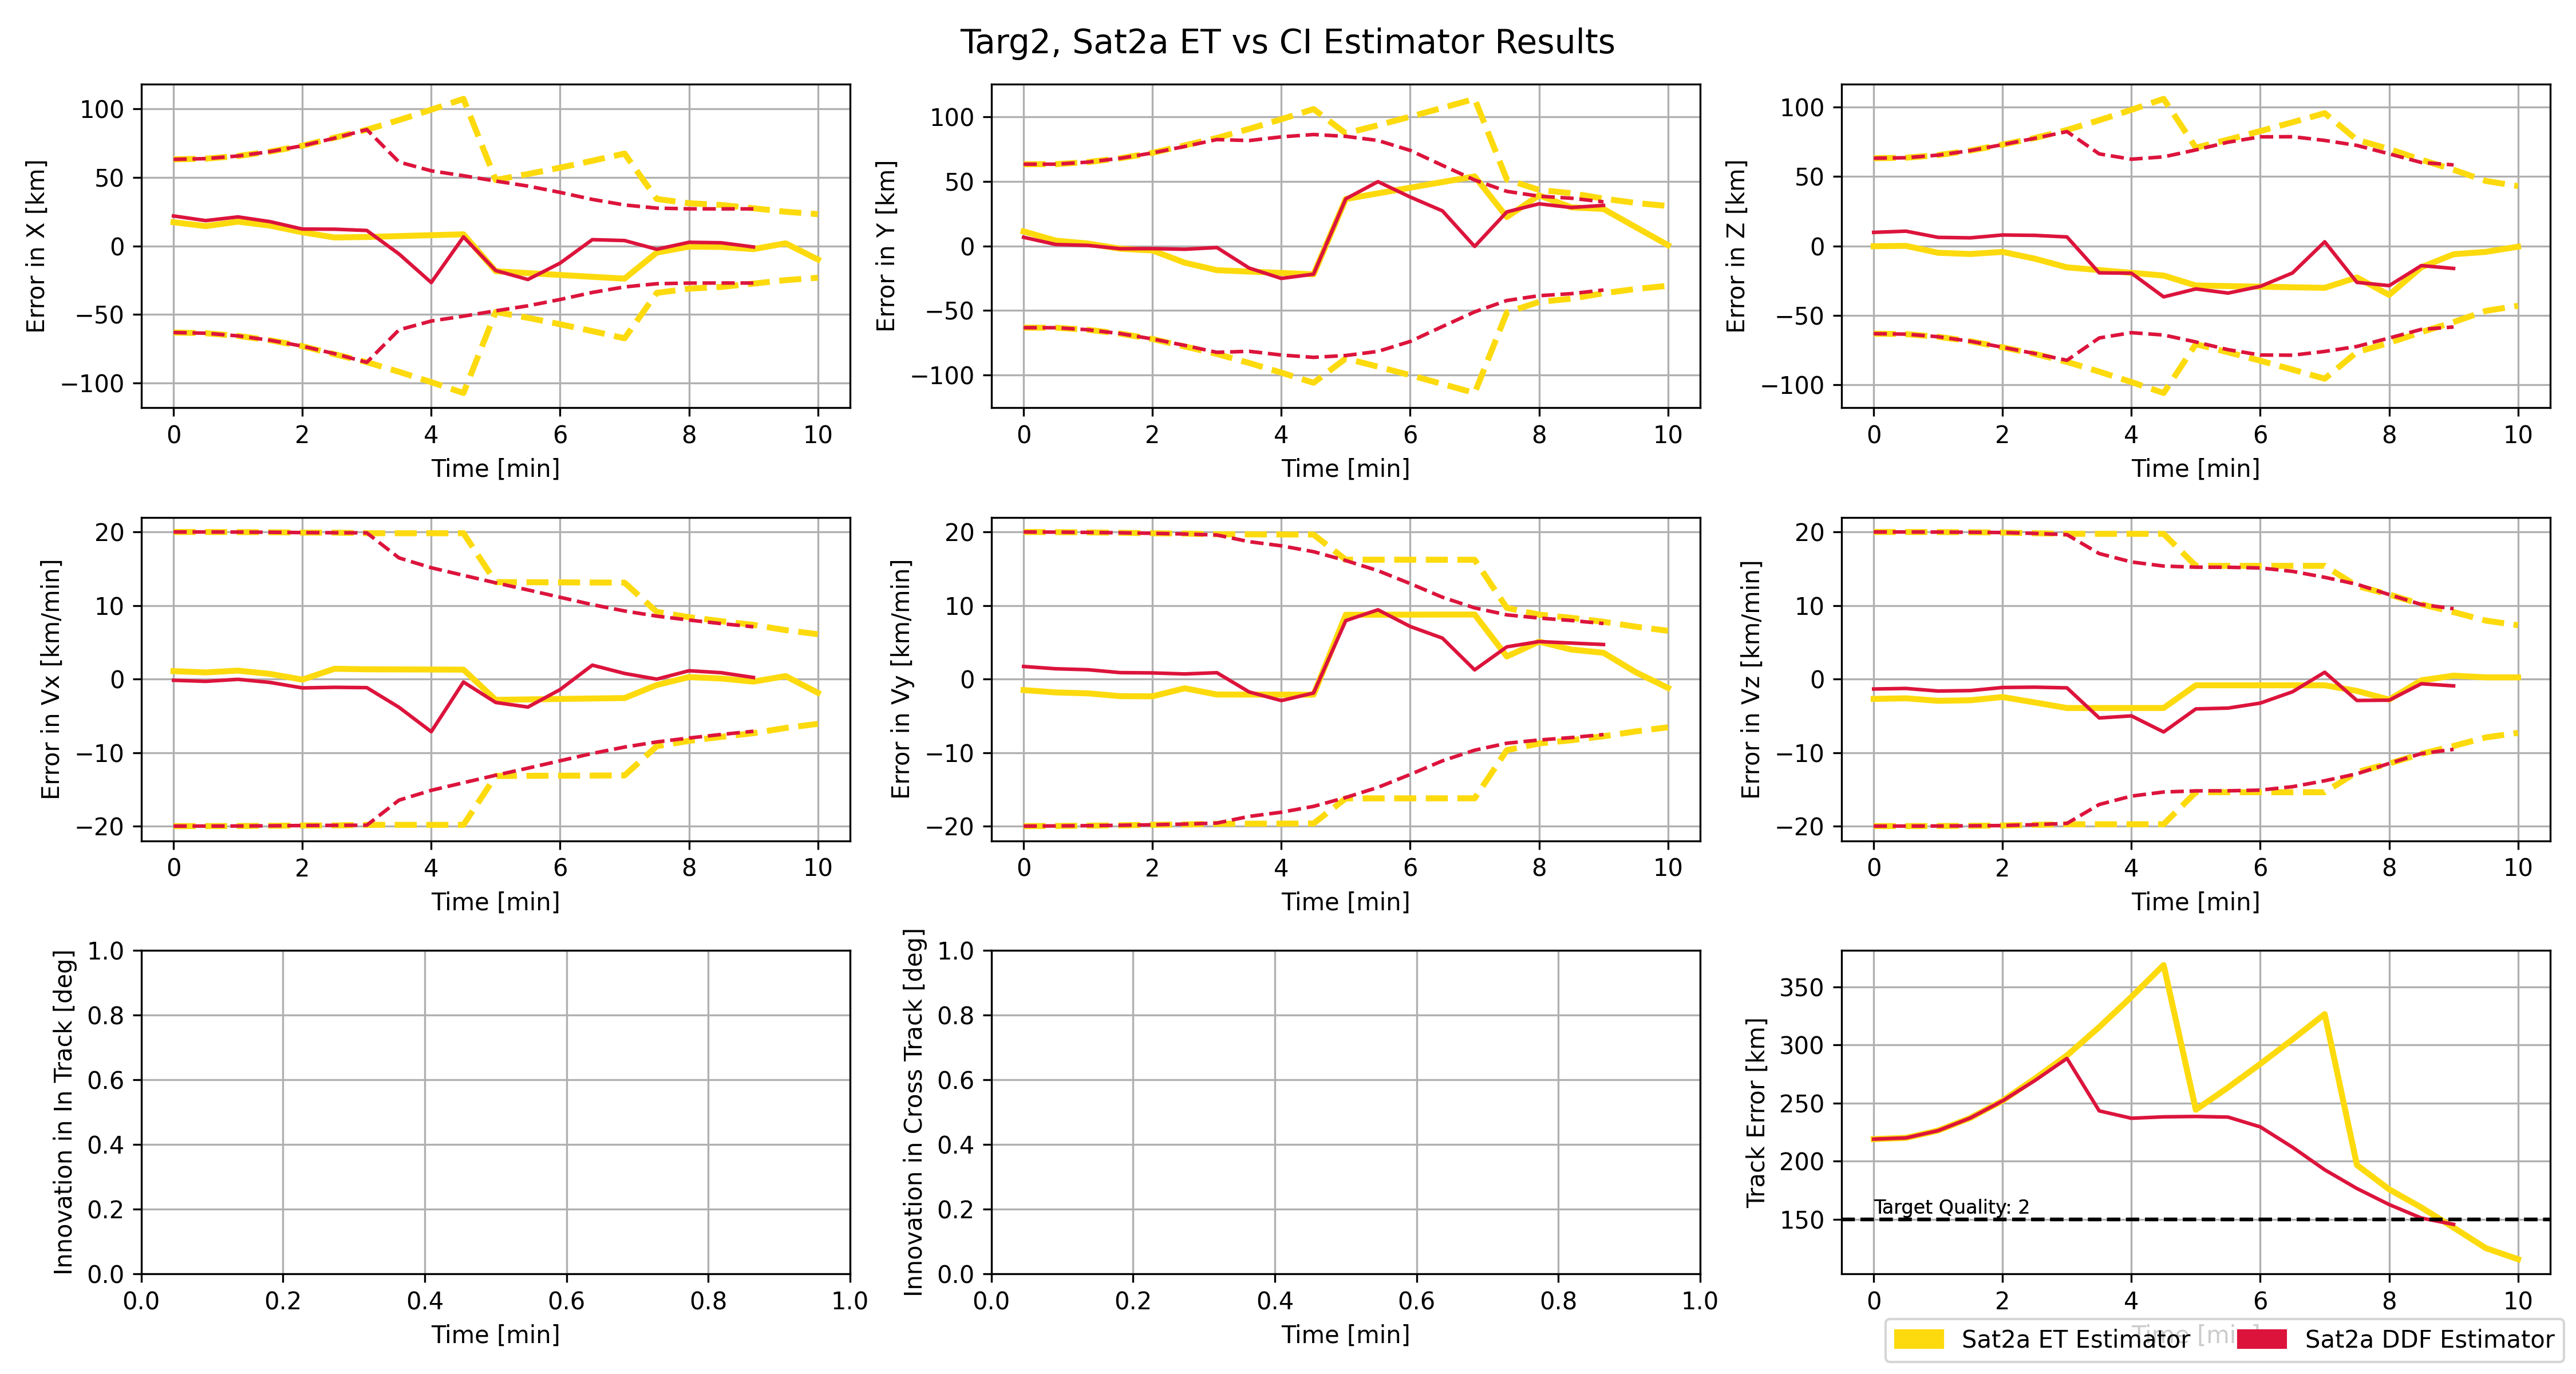 Targ2, Sat2a ET vs CI Estimator Results
Error in X [km]
100
50
0
−50
−100
0 2 4 6 8 10
Time [min]
Error in Y [km]
100
50
0
−50
−100
0 2 4 6 8 10
Time [min]
Error in Z [km]
100
50
0
−50
−100
0 2 4 6 8 10
Time [min]
Error in Vx [km/min]
20
10
0
−10
−20
0 2 4 6 8 10
Time [min]
Error in Vy [km/min]
20
10
0
−10
−20
0 2 4 6 8 10
Time [min]
Error in Vz [km/min]
20
10
0
−10
−20
0 2 4 6 8 10
Time [min]
Innovation in In Track [deg]
1.0
0.8
0.6
0.4
0.2
0.0
0.0 0.2 0.4 0.6 0.8 1.0
Time [min]
Innovation in Cross Track [deg]
1.0
0.8
0.6
0.4
0.2
0.0
0.0 0.2 0.4 0.6 0.8 1.0
Time [min]
Track Error [km]
350
300
250
200
150
Target Quality: 2
0 2 4 6 8 10
Time [min]
Sat2a ET Estimator
Sat2a DDF Estimator